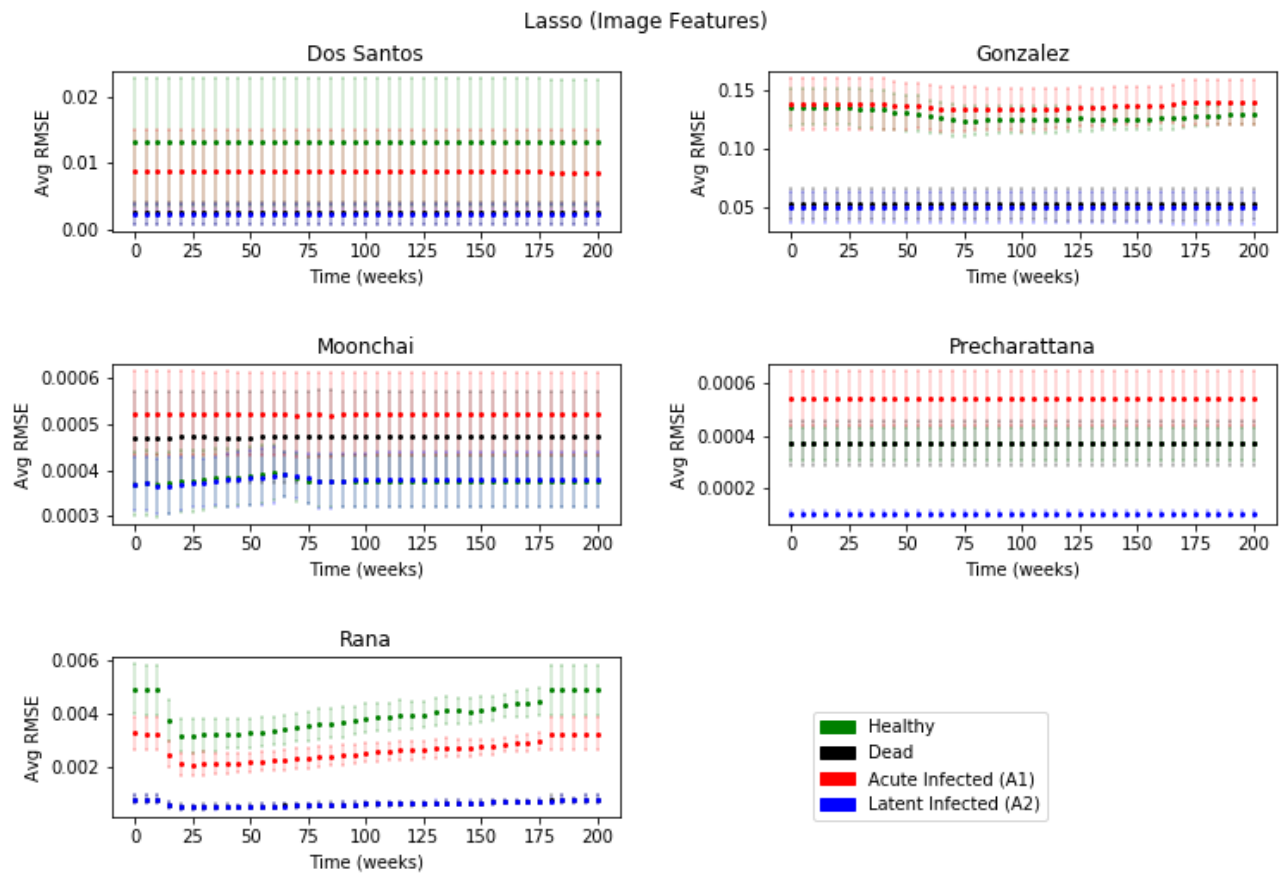 Lasso (Image Features)
Dos Santos
Avg RMSE
0.02
0.01
0.00
0 25 50 75 100 125 150 175 200
Time (weeks)
Gonzalez
Avg RMSE
0.15
0.10
0.05
0 25 50 75 100 125 150 175 200
Time (weeks)
Moonchai
Avg RMSE
0.0006
0.0005
0.0004
0.0003
0 25 50 75 100 125 150 175 200
Time (weeks)
Precharattana
Avg RMSE
0.0006
0.0004
0.0002
0 25 50 75 100 125 150 175 200
Time (weeks)
Rana
Avg RMSE
0.006
0.004
0.002
0 25 50 75 100 125 150 175 200
Time (weeks)
Healthy
Dead
Acute Infected (A1)
Latent Infected (A2)